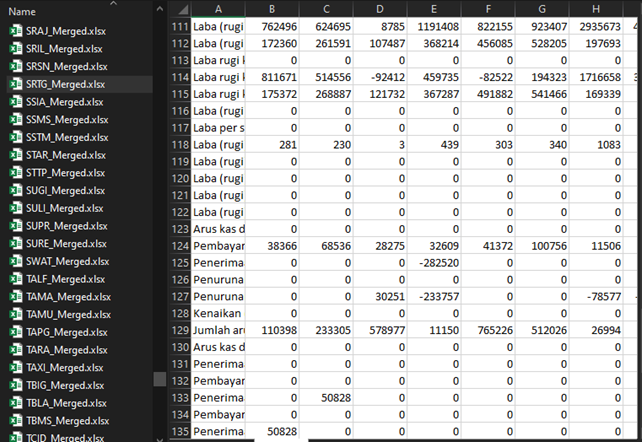 Name
SRAJ_Merged.xlsx
SRIL_Merged.xlsx
SRSN_Merged.xlsx
SRTG_Merged.xlsx
SSIA_Merged.xlsx
SSMS_Merged.xlsx
SSTM_Merged.xlsx
STAR_Merged.xlsx
STTP_Merged.xlsx
SUGI_Merged.xlsx
SULI_Merged.xlsx
SUPR_Merged.xlsx
SURE_Merged.xlsx
SWAT_Merged.xlsx
TALF_Merged.xlsx
TAMA_Merged.xlsx
TAMU_Merged.xlsx
TAPG_Merged.xlsx
TARA_Merged.xlsx
TAXI_Merged.xlsx
TBIG_Merged.xlsx
TBLA_Merged.xlsx
TBMS_Merged.xlsx
TCID_Merged.xlsx
A B C D E F G H
111 Laba (rugi 762496 624695 8785 1191408 822155 923407 2935673
112 Laba (rugi 172360 261591 107487 368214 456085 528205 197693
113 Laba rugi k 0 0 0 0 0 0 0
114 Laba rugi k 811671 514556 -92412 459735 -82522 194323 1716658 3
115 Laba rugi k 175372 268887 121732 367287 491882 541466 169339
116 Laba (rugi 0 0 0 0 0 0 0
117 Laba per s 0 0 0 0 0 0 0
118 Laba (rugi 281 230 3 439 303 340 1083
119 Laba (rugi 0 0 0 0 0 0 0
120 Laba (rugi 0 0 0 0 0 0 0
121 Laba (rugi 0 0 0 0 0 0 0
122 Laba (rugi 0 0 0 0 0 0 0
123 Arus kas d 0 0 0 0 0 0 0
124 Pembayar 38366 68536 28275 32609 41372 100756 11506
125 Penerima 0 0 0 -282520 0 0 0
126 Penuruna 0 0 0 0 0 0 0
127 Penuruna 0 0 30251 -233757 0 0 -78577 -
128 Kenaikan 0 0 0 0 0 0 0
129 Jumlah aru 110398 233305 578977 11150 765226 512026 26994
130 Arus kas d 0 0 0 0 0 0 0
131 Penerima 0 0 0 0 0 0 0
132 Pembayar 0 0 0 0 0 0 0
133 Penerima 0 50828 0 0 0 0 0
134 Pembayar 0 0 0 0 0 0 0
135 Penerima 50828 0 0 0 0 0 0